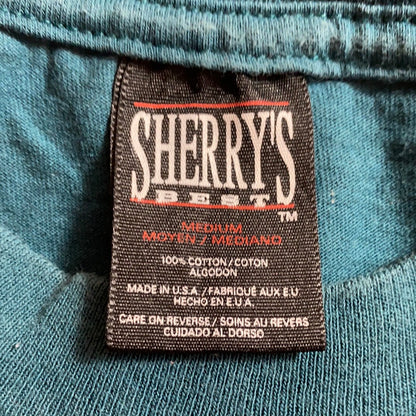 SHERRY'S
BEST
TM
MEDIUM
MOYEN / MEDIANO
100% COTTON / COTON
ALGODON
MADE IN U.S.A / FABRIQUÉ AUX E.U
HECHO EN E.U.A.
CARE ON REVERSE / SOINS AU REVERS
CUIDADO AL DORSO